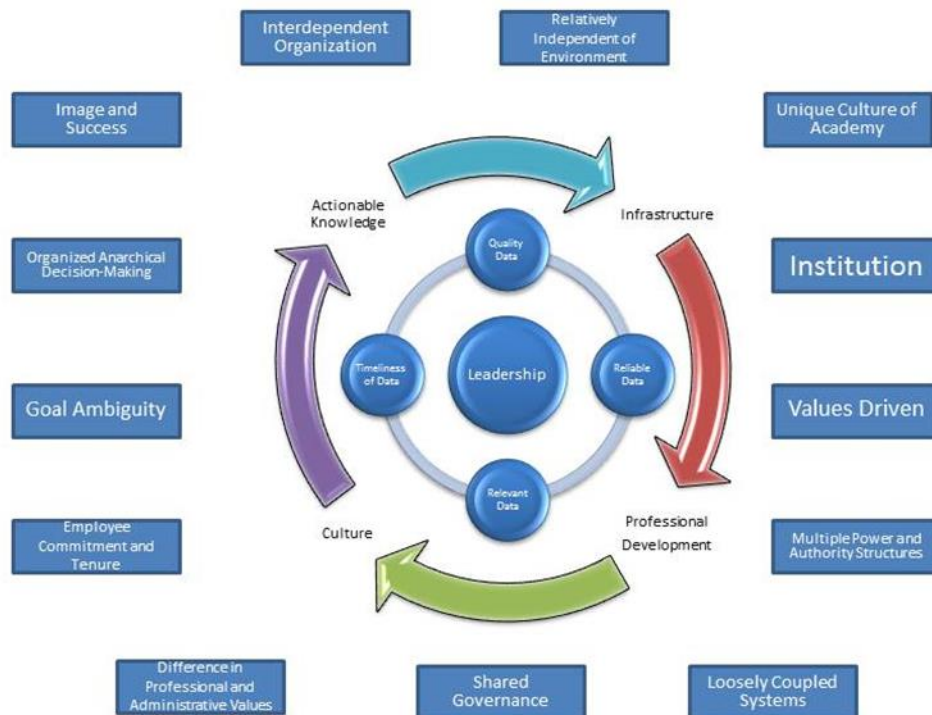 Interdependent
Organization
Relatively
Independent of
Environment
Image and
Success
Unique Culture of
Academy
Actionable
Knowledge
Infrastructure
Quality
Data
Organized Anarchical
Decision-Making
Institution
Timeliness
of Data
Leadership
Reliable
Data
Goal Ambiguity
Values Driven
Relevant
Data
Culture
Professional
Development
Employee
Commitment and
Tenure
Multiple Power and
Authority Structures
Difference in
Professional and
Administrative Values
Shared
Governance
Loosely Coupled
Systems